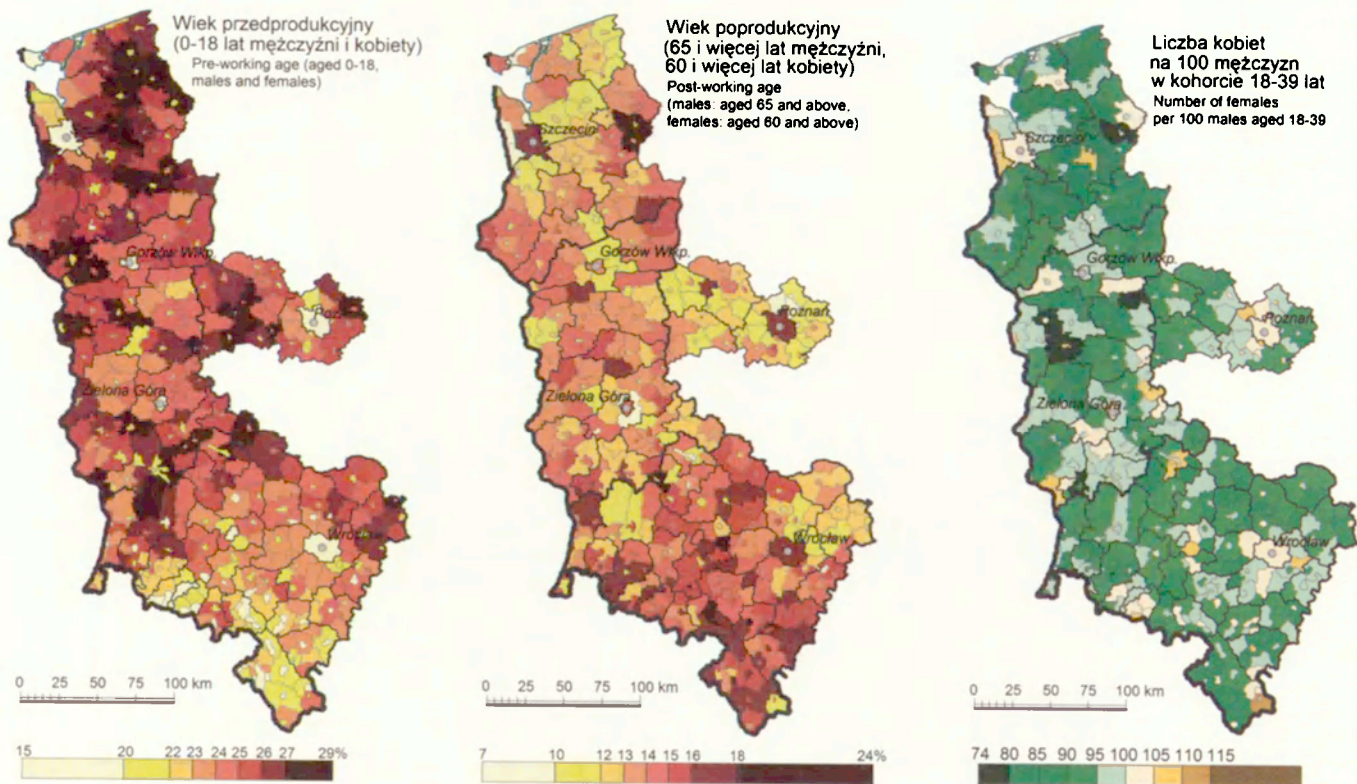 Wiek przedprodukcyjny
(0-18 lat mężczyźni i kobiety)
Pre-working age (aged 0-18,
males and females)
Gorzów Wlkp.
Zielona Góra
Wrocław
0 25 50 75 100 km
15 20 22 23 24 25 26 27 29%
Wiek poprodukcyjny
(65 i więcej lat mężczyźni,
60 i więcej lat kobiety)
Post-working age
(males: aged 65 and above,
females: aged 60 and above)
Szczecin
Gorzów Wlkp.
Poznań
Zielona Góra
Wrocław
0 25 50 75 100 km
7 10 12 13 14 15 16 18 24%
Liczba kobiet
na 100 mężczyzn
w kohorcie 18-39 lat
Number of females
per 100 males aged 18-39
Szczecin
Gorzów Wlkp.
Poznań
Zielona Góra
Wrocław
0 25 50 75 100 km
74 80 85 90 95 100 105 110 115